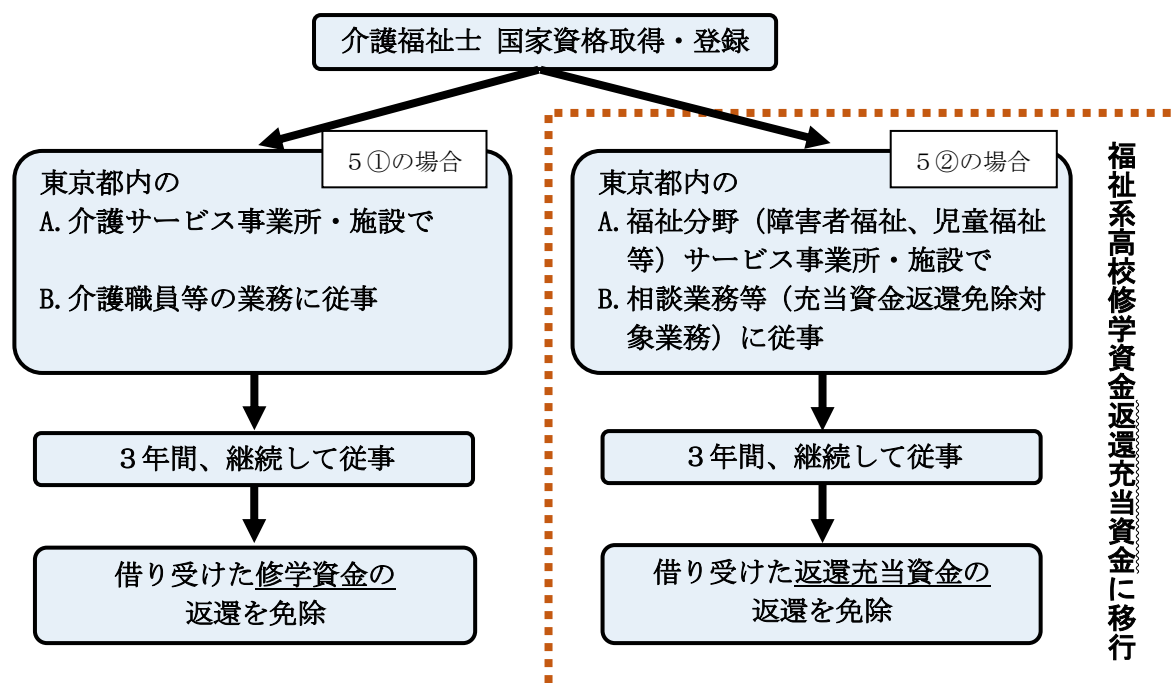 介護福祉士 国家資格取得・登録
5①の場合
東京都内の
A.介護サービス事業所・施設で
B.介護職員等の業務に従事
３年間、継続して従事
借り受けた修学資金の
返還を免除
5②の場合
東京都内の
A.福祉分野（障害者福祉、児童福祉
等）サービス事業所・施設で
B.相談業務等（充当資金返還免除対
象業務）に従事
３年間、継続して従事
借り受けた返還充当資金の
返還を免除
福祉系高校修学資金返還充当資金に移行